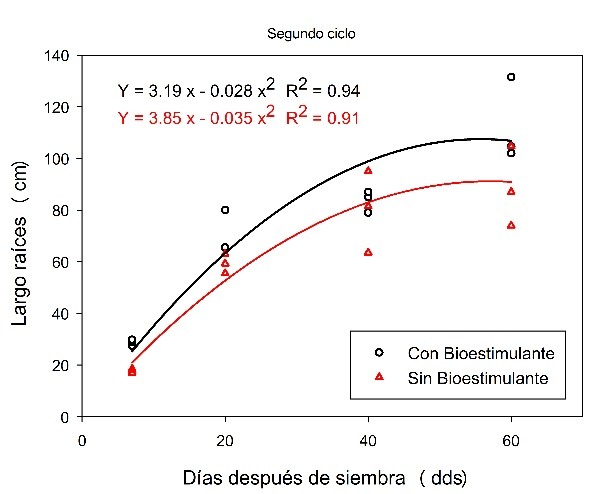 Segundo ciclo
Y = 3.19 x - 0.028 x² R² = 0.94
Y = 3.85 x - 0.035 x² R² = 0.91
140
120
100
80
60
40
20
0
Largo raíces ( cm)
Con Bioestimulante
Sin Bioestimulante
0 20 40 60
Días después de siembra ( dds)